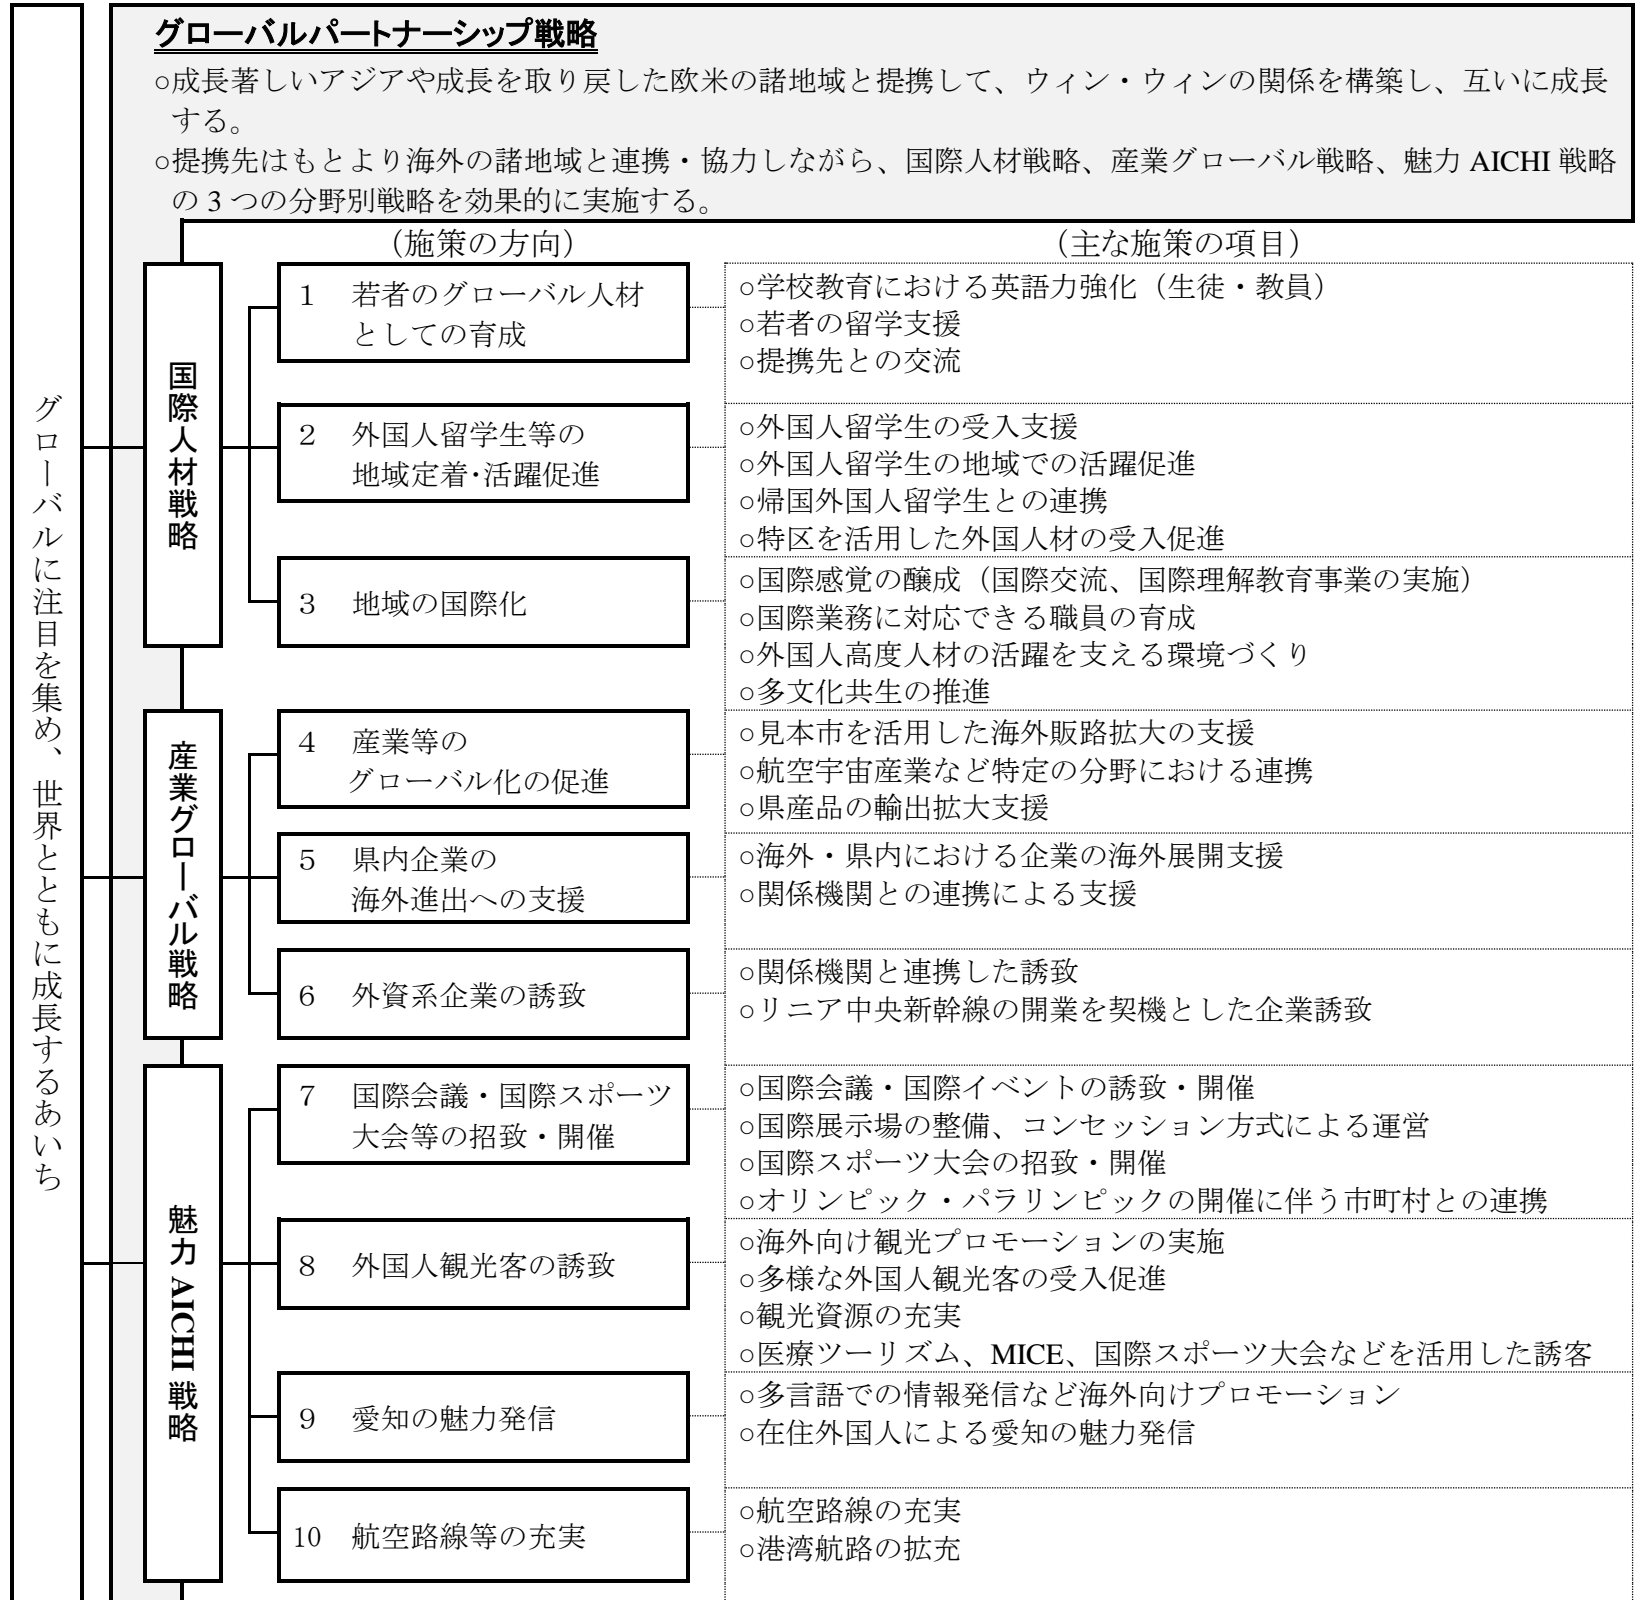 グローバルに注目を集め、世界とともに成長するあいち
グローバルパートナーシップ戦略
○成長著しいアジアや成長を取り戻した欧米の諸地域と提携して、ウィン・ウィンの関係を構築し、互いに成長
する。
○提携先はもとより海外の諸地域と連携・協力しながら、国際人材戦略、産業グローバル戦略、魅力 AICHI 戦略
の 3 つの分野別戦略を効果的に実施する。
（施策の方向）
（主な施策の項目）
国際人材戦略
1 若者のグローバル人材
としての育成
○学校教育における英語力強化（生徒・教員）
○若者の留学支援
○提携先との交流
2 外国人留学生等の
地域定着･活躍促進
○外国人留学生の受入支援
○外国人留学生の地域での活躍促進
○帰国外国人留学生との連携
○特区を活用した外国人材の受入促進
3 地域の国際化
○国際感覚の醸成（国際交流、国際理解教育事業の実施）
○国際業務に対応できる職員の育成
○外国人高度人材の活躍を支える環境づくり
○多文化共生の推進
産業グローバル戦略
4 産業等の
グローバル化の促進
○見本市を活用した海外販路拡大の支援
○航空宇宙産業など特定の分野における連携
○県産品の輸出拡大支援
5 県内企業の
海外進出への支援
○海外・県内における企業の海外展開支援
○関係機関との連携による支援
6 外資系企業の誘致
○関係機関と連携した誘致
○リニア中央新幹線の開業を契機とした企業誘致
魅力 AICHI 戦略
7 国際会議・国際スポーツ
大会等の招致・開催
○国際会議・国際イベントの誘致・開催
○国際展示場の整備、コンセッション方式による運営
○国際スポーツ大会の招致・開催
○オリンピック・パラリンピックの開催に伴う市町村との連携
8 外国人観光客の誘致
○海外向け観光プロモーションの実施
○多様な外国人観光客の受入促進
○観光資源の充実
○医療ツーリズム、MICE、国際スポーツ大会などを活用した誘客
9 愛知の魅力発信
○多言語での情報発信など海外向けプロモーション
○在住外国人による愛知の魅力発信
10 航空路線等の充実
○航空路線の充実
○港湾航路の拡充